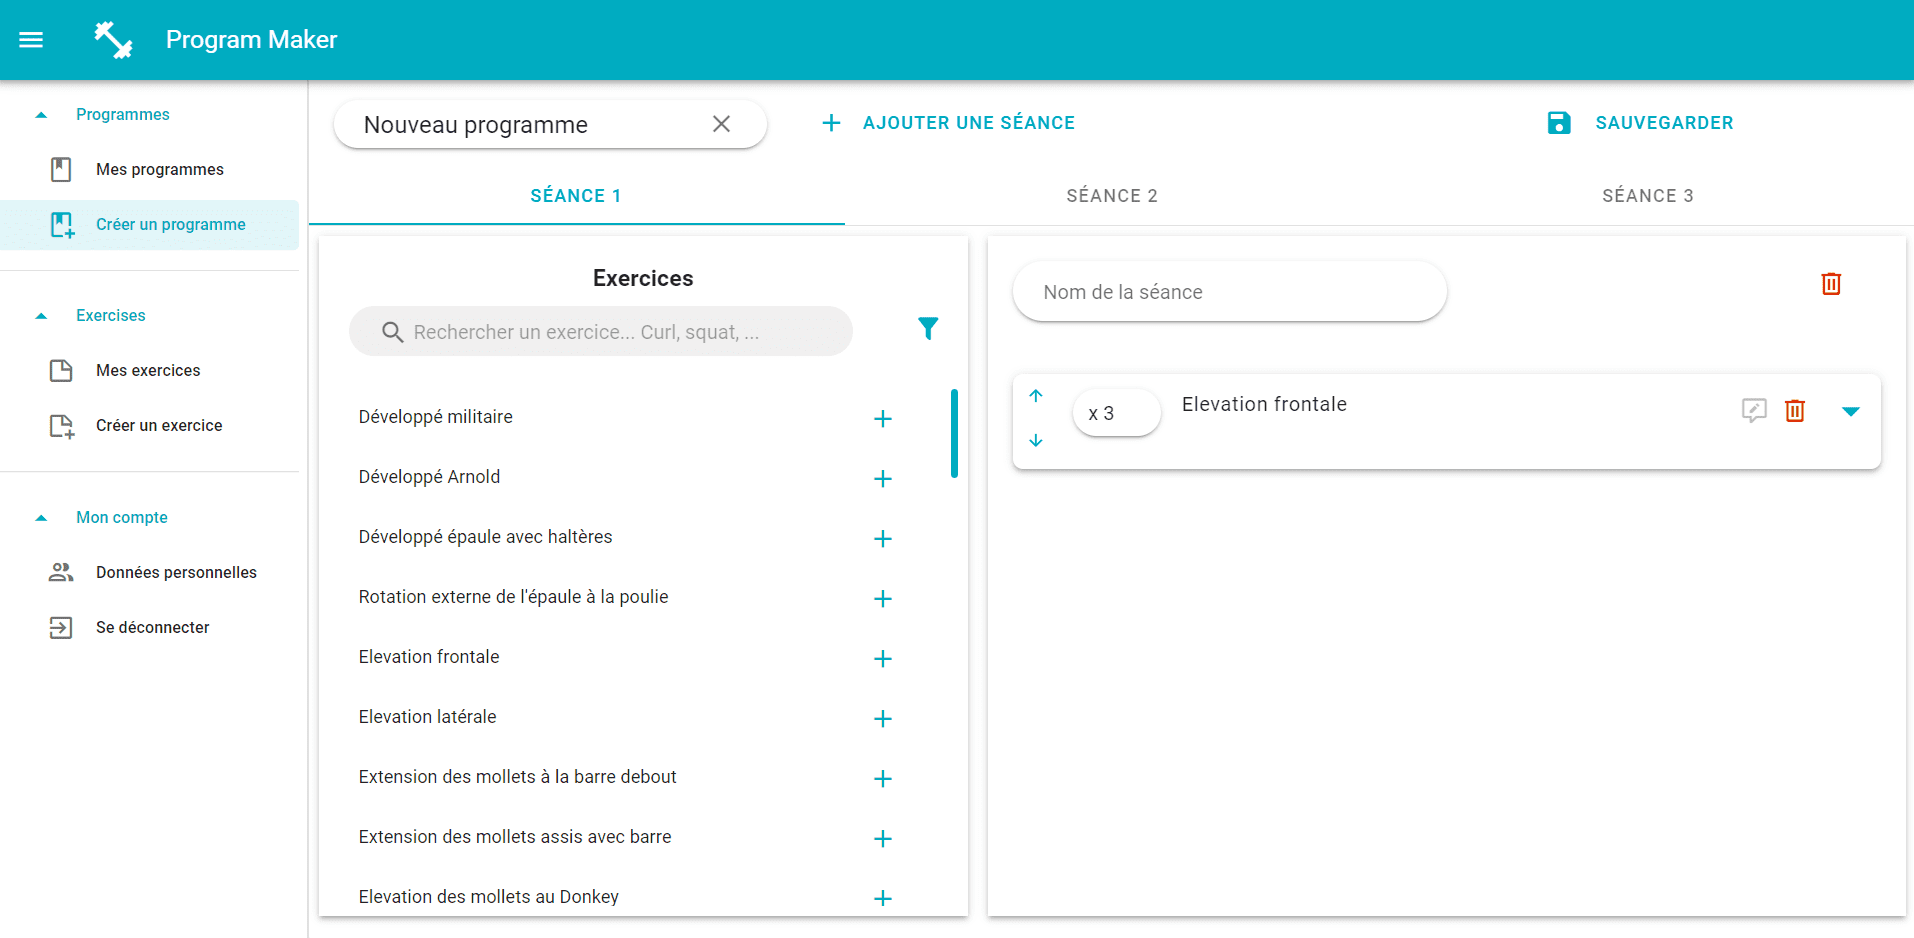 Program Maker
Programmes
Mes programmes
Créer un programme
Exercises
Mes exercices
Créer un exercice
Mon compte
Données personnelles
Se déconnecter
Nouveau programme
AJOUTER UNE SÉANCE
SAUVEGARDER
SÉANCE 1
SÉANCE 2
SÉANCE 3
Exercices
Rechercher un exercice... Curl, squat, ...
Développé militaire
Développé Arnold
Développé épaule avec haltères
Rotation externe de l'épaule à la poulie
Elevation frontale
Elevation latérale
Extension des mollets à la barre debout
Extension des mollets assis avec barre
Elevation des mollets au Donkey
Nom de la séance
x 3
Elevation frontale